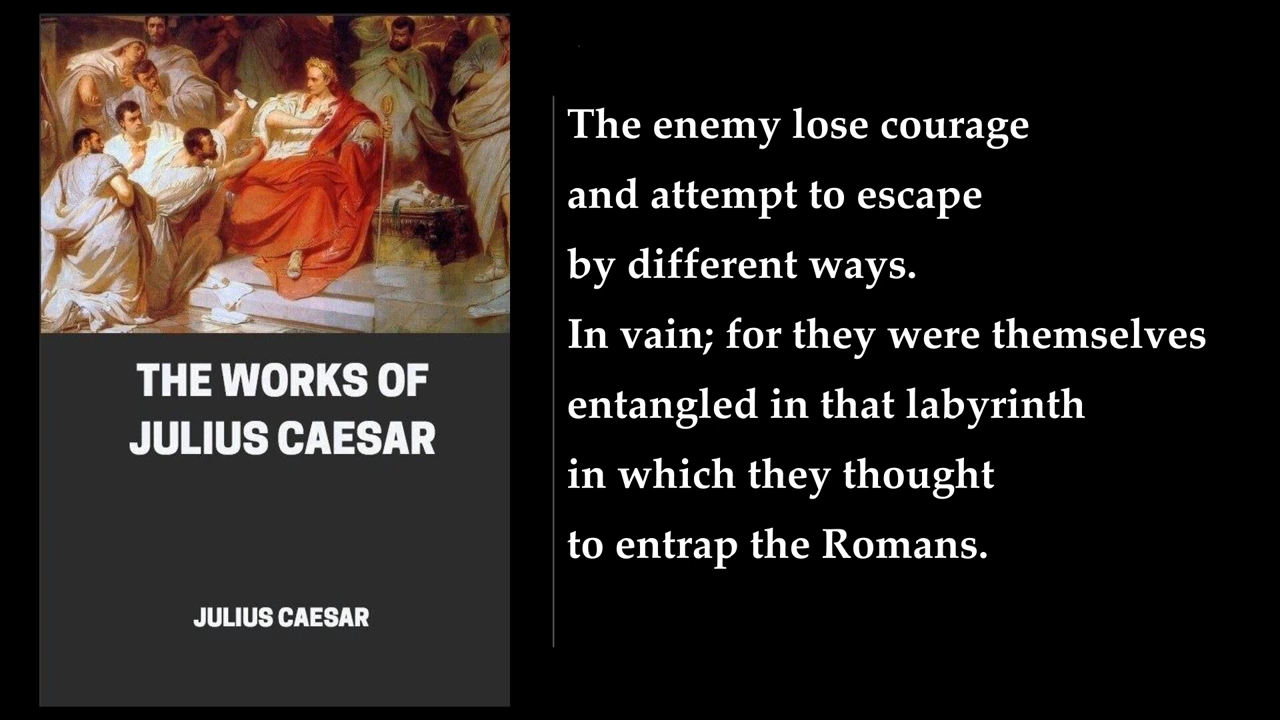 THE WORKS OF
JULIUS CAESAR
JULIUS CAESAR
The enemy lose courage
and attempt to escape
by different ways.
In vain; for they were themselves
entangled in that labyrinth
in which they thought
to entrap the Romans.